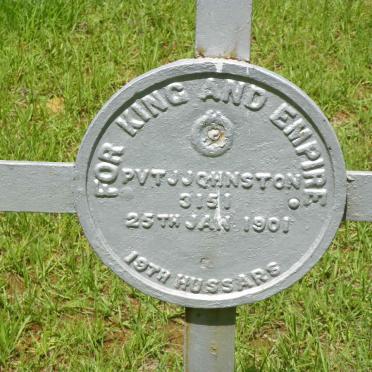 FOR KING AND EMPIRE.
PVT J JOHNSTON
3151
25TH JAN. 1901
19TH HUSSARS